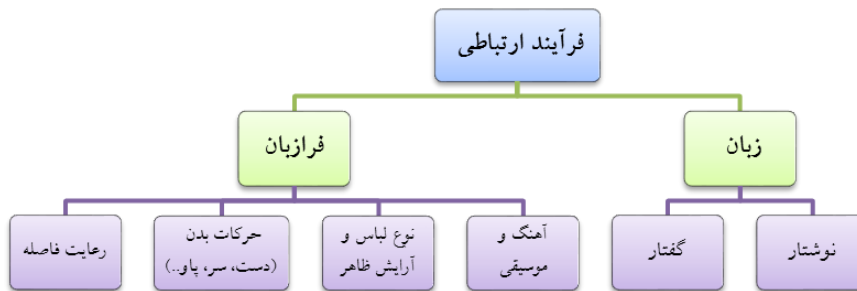 فرآیند ارتباطی
زبان
فرازبان
نوشتار
گفتار
آهنگ و
موسیقی
نوع لباس و
آرایش ظاهر
حرکات بدن
(دست، سر، پاو..)
رعایت فاصله